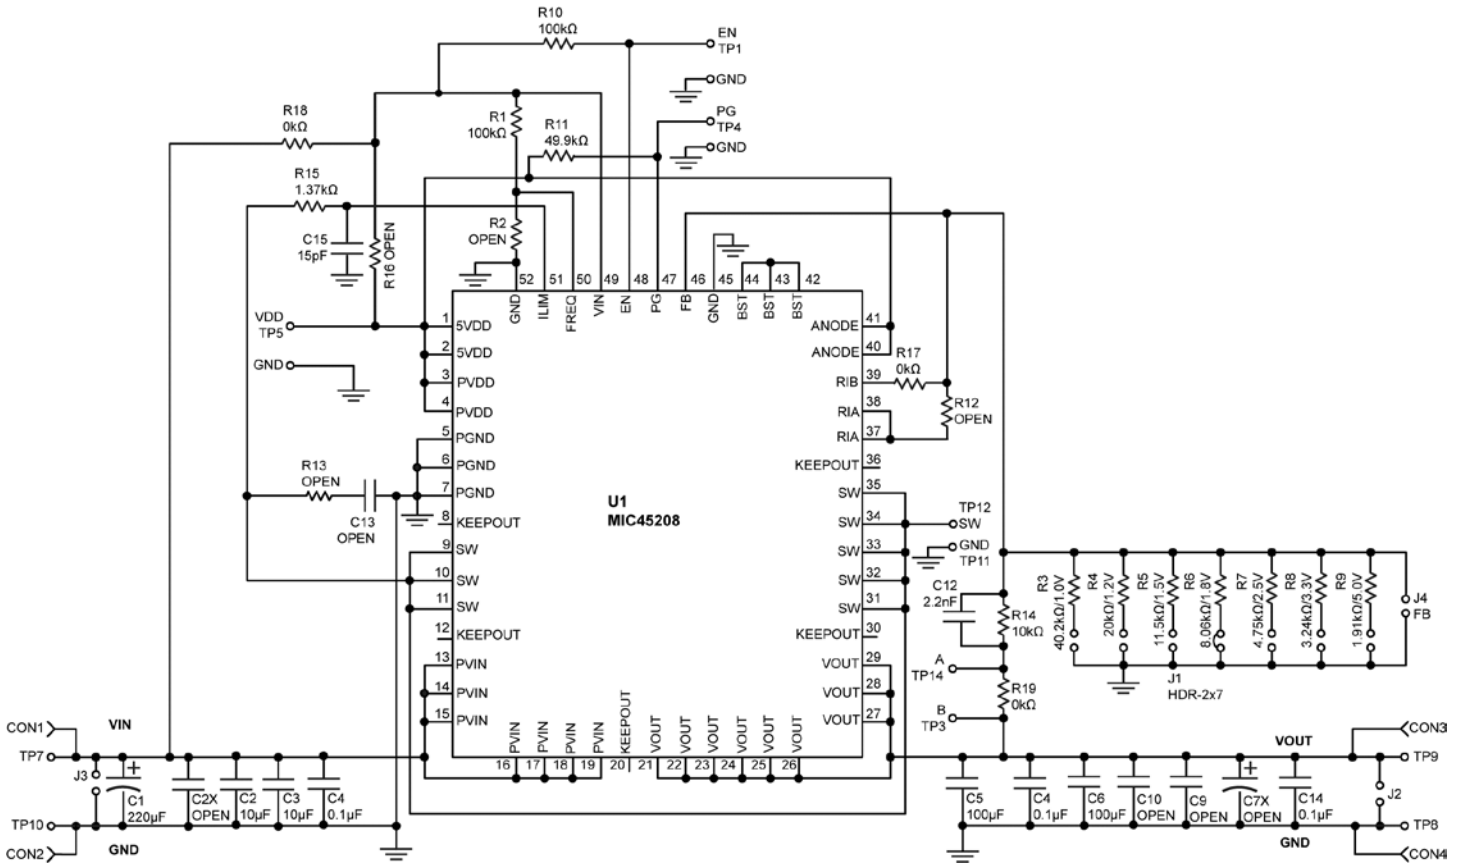 R10
100kΩ
EN
TP1
GND
PG
TP4
GND
R18
0kΩ
R1
100kΩ
R11
49.9kΩ
R15
1.37kΩ
C15
15pF
R16 OPEN
R2
OPEN
52 51 50 49 48 47 46 45 44 43 42
GND
ILIM
FREQ
VIN
EN
PG
FB
GND
BST
BST
BST
VDD
TP5
GND
1 5VDD
2 5VDD
3 PVDD
4 PVDD
5 PGND
6 PGND
7 PGND
8 KEEPOUT
9 SW
10 SW
11 SW
12 KEEPOUT
13 PVIN
14 PVIN
15 PVIN
R13
OPEN
C13
OPEN
U1
MIC45208
ANODE 41
ANODE 40
RIB 39
RIA 38
RIA 37
KEEPOUT 36
SW 35
SW 34
SW 33
SW 32
SW 31
KEEPOUT 30
VOUT 29
VOUT 28
VOUT 27
R17
0kΩ
R12
OPEN
TP12
SW
GND
TP11
C12
2.2nF
R14
10kΩ
A
TP14
R19
0kΩ
B
TP3
R3
40.2kΩ/1.0V
R4
20kΩ/1.2V
R5
11.5kΩ/1.5V
R6
8.06kΩ/1.8V
R7
4.75kΩ/2.5V
R8
3.24kΩ/3.3V
R9
1.91kΩ/5.0V
J4
FB
J1
HDR-2x7
PVIN
PVIN
PVIN
PVIN
KEEPOUT
VOUT
VOUT
VOUT
VOUT
VOUT
VOUT
16 17 18 19 20 21 22 23 24 25 26
CON1
VIN
TP7
J3
+
C1
220µF
C2X
OPEN
C2
10µF
C3
10µF
C4
0.1µF
TP10
CON2
GND
VOUT
CON3
TP9
C5
100µF
C4
0.1µF
C6
100µF
C10
OPEN
C9
OPEN
+
C7X
OPEN
C14
0.1µF
J2
TP8
GND
CON4